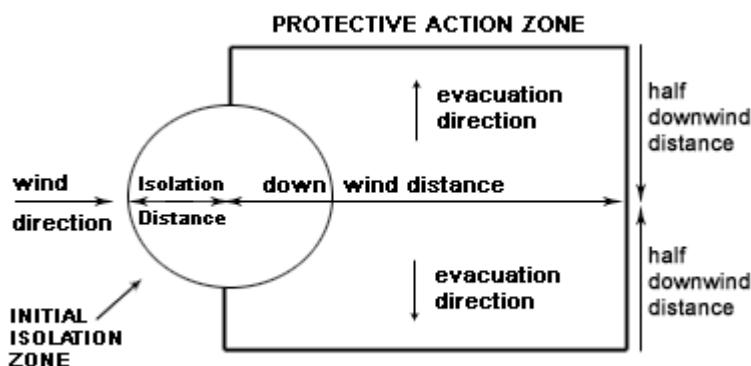 PROTECTIVE ACTION ZONE
evacuation
direction
half
downwind
distance
wind
direction
Isolation
Distance
down wind distance
evacuation
direction
half
downwind
distance
INITIAL
ISOLATION
ZONE